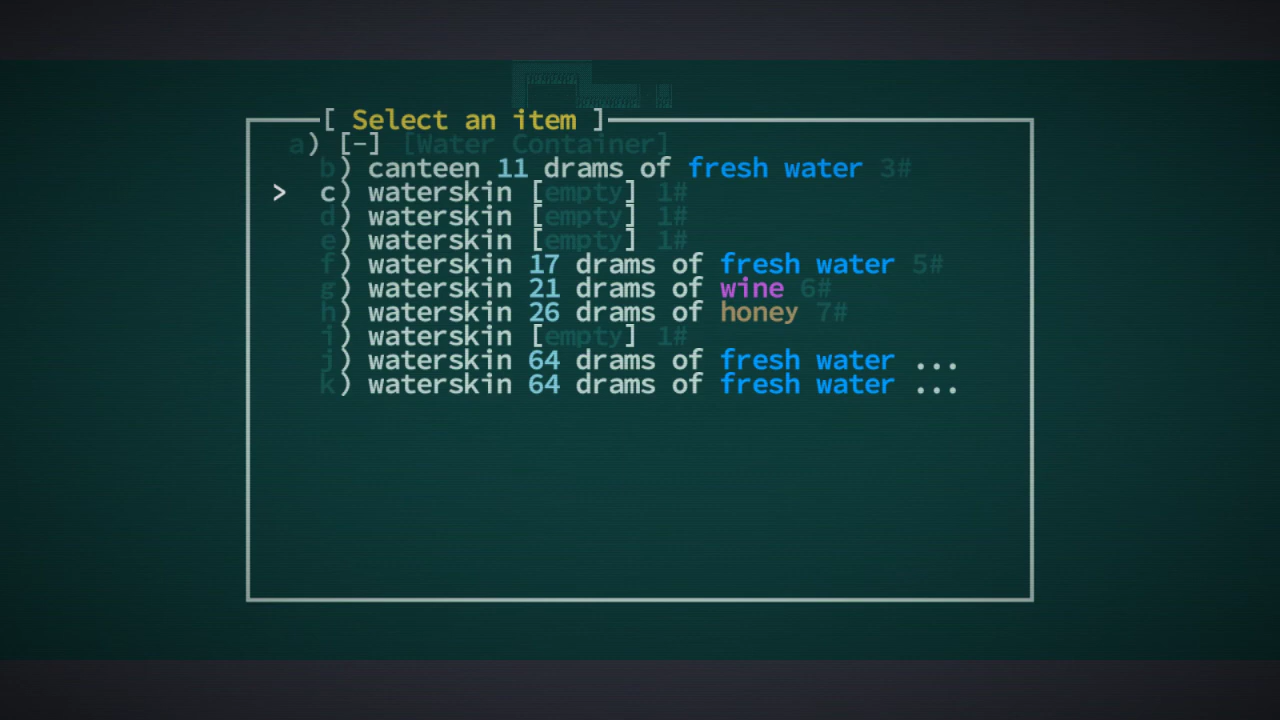 [ Select an item ]
a) [-] [Water Container]
b) canteen 11 drams of fresh water 3#
> c) waterskin [empty] 1#
d) waterskin [empty] 1#
e) waterskin [empty] 1#
f) waterskin 17 drams of fresh water 5#
g) waterskin 21 drams of wine 6#
h) waterskin 26 drams of honey 7#
i) waterskin [empty] 1#
j) waterskin 64 drams of fresh water ...
k) waterskin 64 drams of fresh water ...